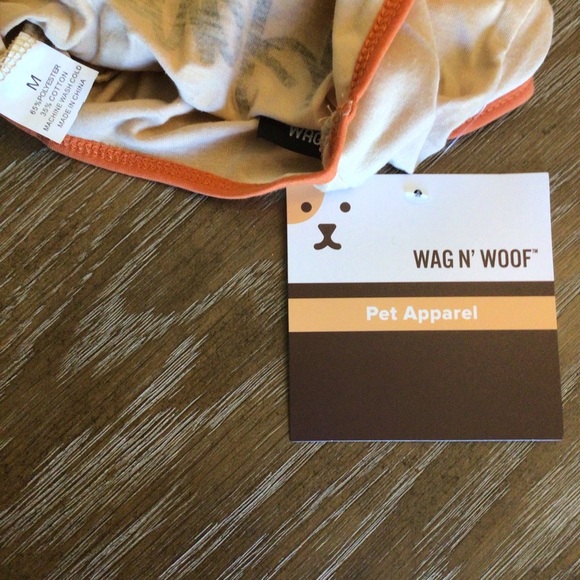 M
65% POLYESTER
35% COTTON
MACHINE WASH COLD
MADE IN CHINA
WAG N' WOOF™
Pet Apparel